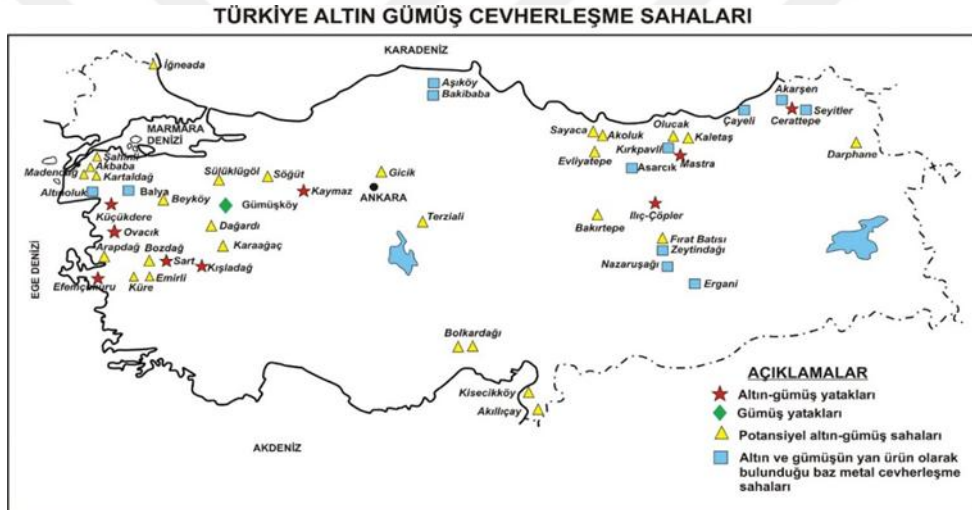 TÜRKİYE ALTIN GÜMÜŞ CEVHERLEŞME SAHALARI
KARADENİZ
İğneada
Aşıköy
Bakibaba
Akarşen
Seyitler
Cerattepe
Çayeli
MARMARA
DENİZİ
Sayaca
Akoluk
Olucak
Kaletaş
Kırkpavli
Evliyatepe
Mastra
Asarcık
Darphane
Şahinli
Akbaba
Madendağ
Kartaldağ
Sülüklügöl
Söğüt
Gicik
Kaymaz
ANKARA
Altınoluk
Balya
Beyköy
Gümüşköy
Küçükdere
Terziali
Ilıç-Çöpler
Bakırtepe
Ovacık
Dağardı
Karaağaç
Fırat Batısı
Zeytindağı
Arapdağ
Bozdağ
Sart
Kışladağ
Nazaruşağı
Ergani
EGE DENİZİ
Efemçukuru
Küre
Emirli
Bolkardağı
Kisecikköy
Akıllıçay
AKDENİZ
AÇIKLAMALAR
Altın-gümüş yatakları
Gümüş yatakları
Potansiyel altın-gümüş sahaları
Altın ve gümüşün yan ürün olarak
bulunduğu baz metal cevherleşme
sahaları